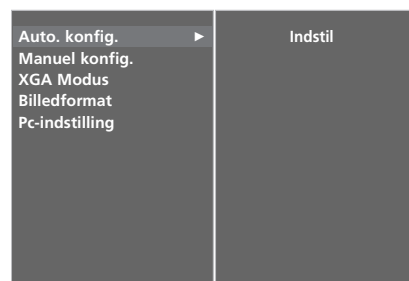 Auto. konfig. ► Indstil
Manuel konfig.
XGA Modus
Billedformat
Pc-indstilling